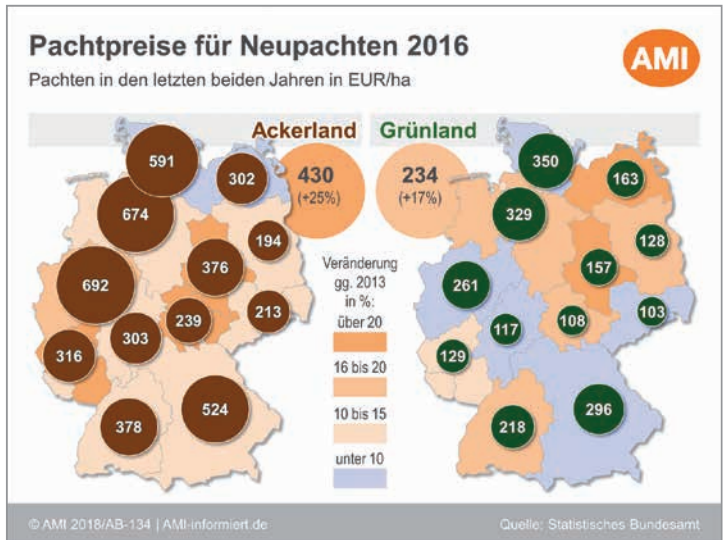 Pachtpreise für Neupachten 2016
AMI
Pachten in den letzten beiden Jahren in EUR/ha
Ackerland
Grünland
430
(+25%)
234
(+17%)
591
302
674
194
376
692
213
239
303
316
524
378
Veränderung
gg. 2013
in %:
über 20
16 bis 20
10 bis 15
unter 10
350
163
329
128
157
261
103
108
117
129
296
218
© AMI 2018/AB-134 | AMI-informiert.de
Quelle: Statistisches Bundesamt